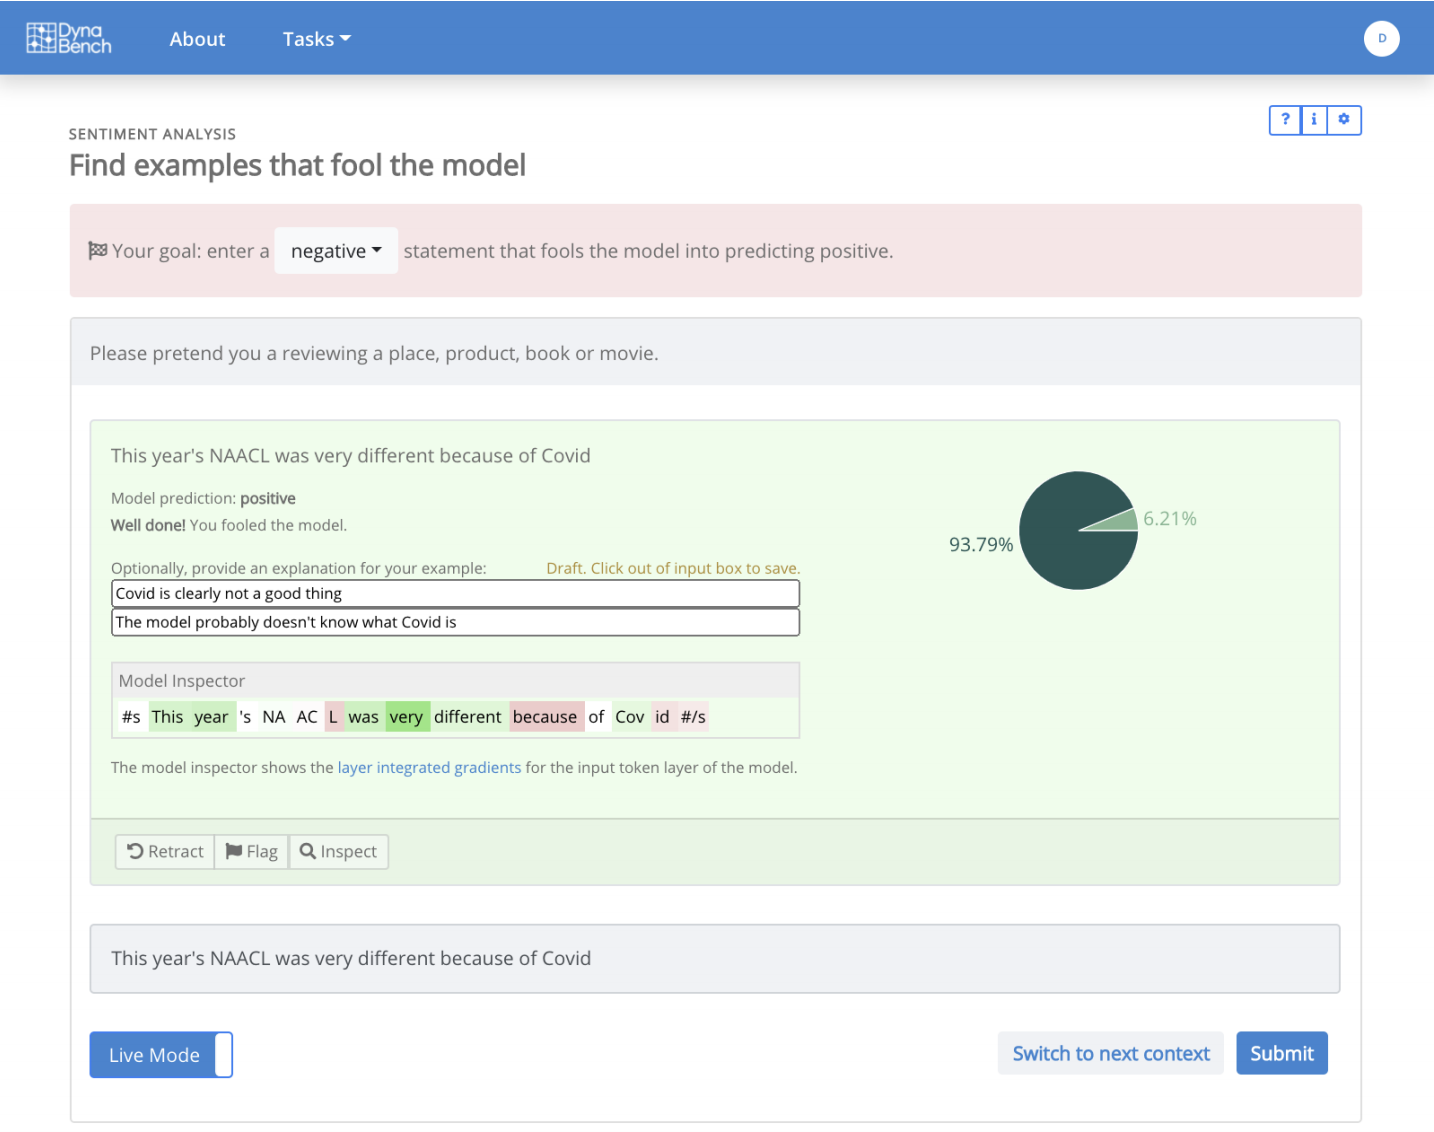 Dyna
Bench
About
Tasks
D
SENTIMENT ANALYSIS
? i
Find examples that fool the model
Your goal: enter a negative statement that fools the model into predicting positive.
Please pretend you a reviewing a place, product, book or movie.
This year's NAACL was very different because of Covid
Model prediction: positive
Well done! You fooled the model.
6.21%
93.79%
Optionally, provide an explanation for your example: Draft. Click out of input box to save.
Covid is clearly not a good thing
The model probably doesn't know what Covid is
Model Inspector
#s This year 's NA AC L was very different because of Cov id #/s
The model inspector shows the layer integrated gradients for the input token layer of the model.
Retract Flag Inspect
This year's NAACL was very different because of Covid
Live Mode
Switch to next context
Submit